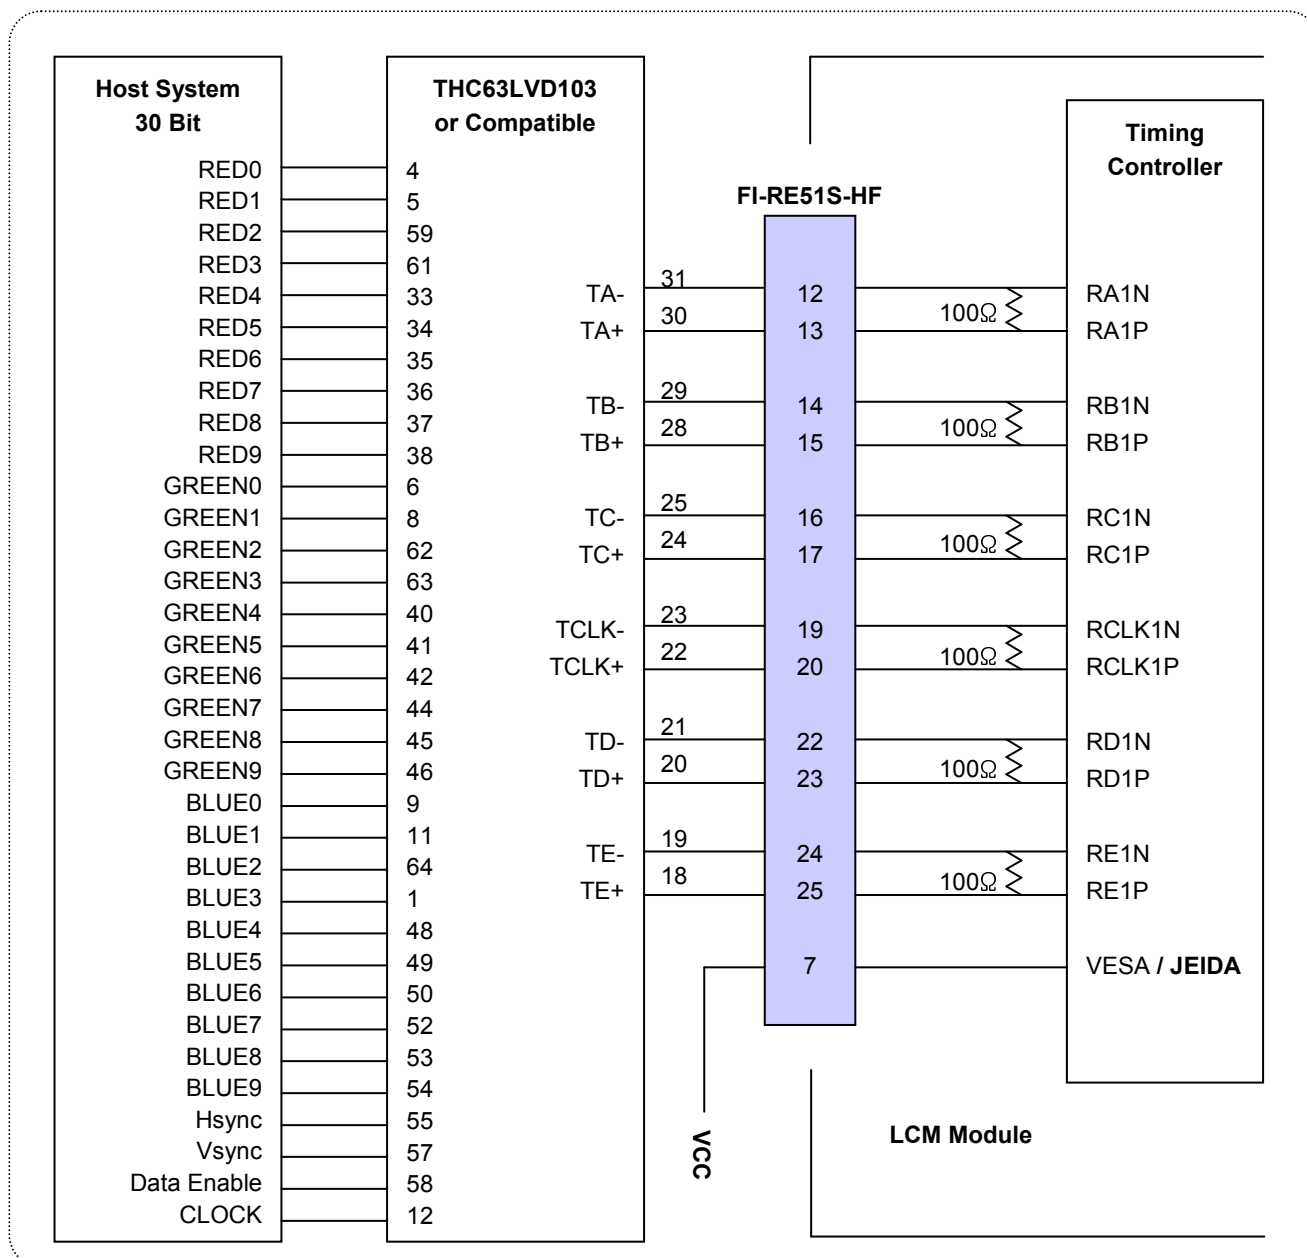 Host System
30 Bit
RED0
RED1
RED2
RED3
RED4
RED5
RED6
RED7
RED8
RED9
GREEN0
GREEN1
GREEN2
GREEN3
GREEN4
GREEN5
GREEN6
GREEN7
GREEN8
GREEN9
BLUE0
BLUE1
BLUE2
BLUE3
BLUE4
BLUE5
BLUE6
BLUE7
BLUE8
BLUE9
Hsync
Vsync
Data Enable
CLOCK
THC63LVD103
or Compatible
4
5
59
61
33
34
35
36
37
38
6
8
62
63
40
41
42
44
45
46
9
11
64
1
48
49
50
52
53
54
55
57
58
12
TA-
TA+
TB-
TB+
TC-
TC+
TCLK-
TCLK+
TD-
TD+
TE-
TE+
31
30
29
28
25
24
23
22
21
20
19
18
FI-RE51S-HF
12
13
14
15
16
17
19
20
22
23
24
25
7
VCC
100Ω
100Ω
100Ω
100Ω
100Ω
100Ω
Timing
Controller
RA1N
RA1P
RB1N
RB1P
RC1N
RC1P
RCLK1N
RCLK1P
RD1N
RD1P
RE1N
RE1P
VESA / JEIDA
LCM Module